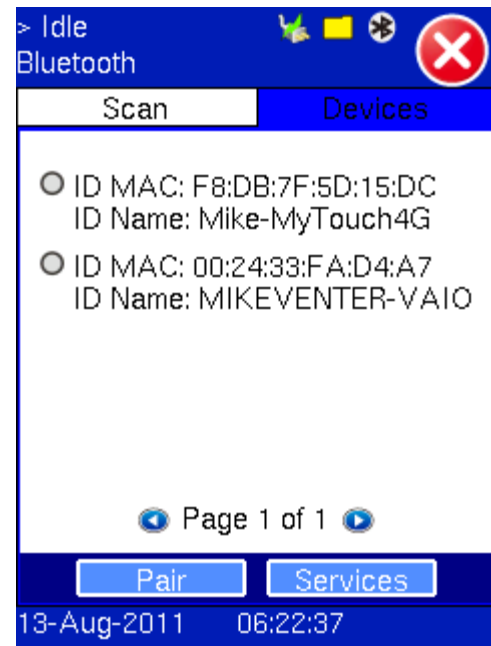 > Idle
Bluetooth
Scan Devices
ID MAC: F8:DB:7F:5D:15:DC
ID Name: Mike-MyTouch4G
ID MAC: 00:24:33:FA:D4:A7
ID Name: MIKEVENTER-VAIO
Page 1 of 1
Pair Services
13-Aug-2011 06:22:37